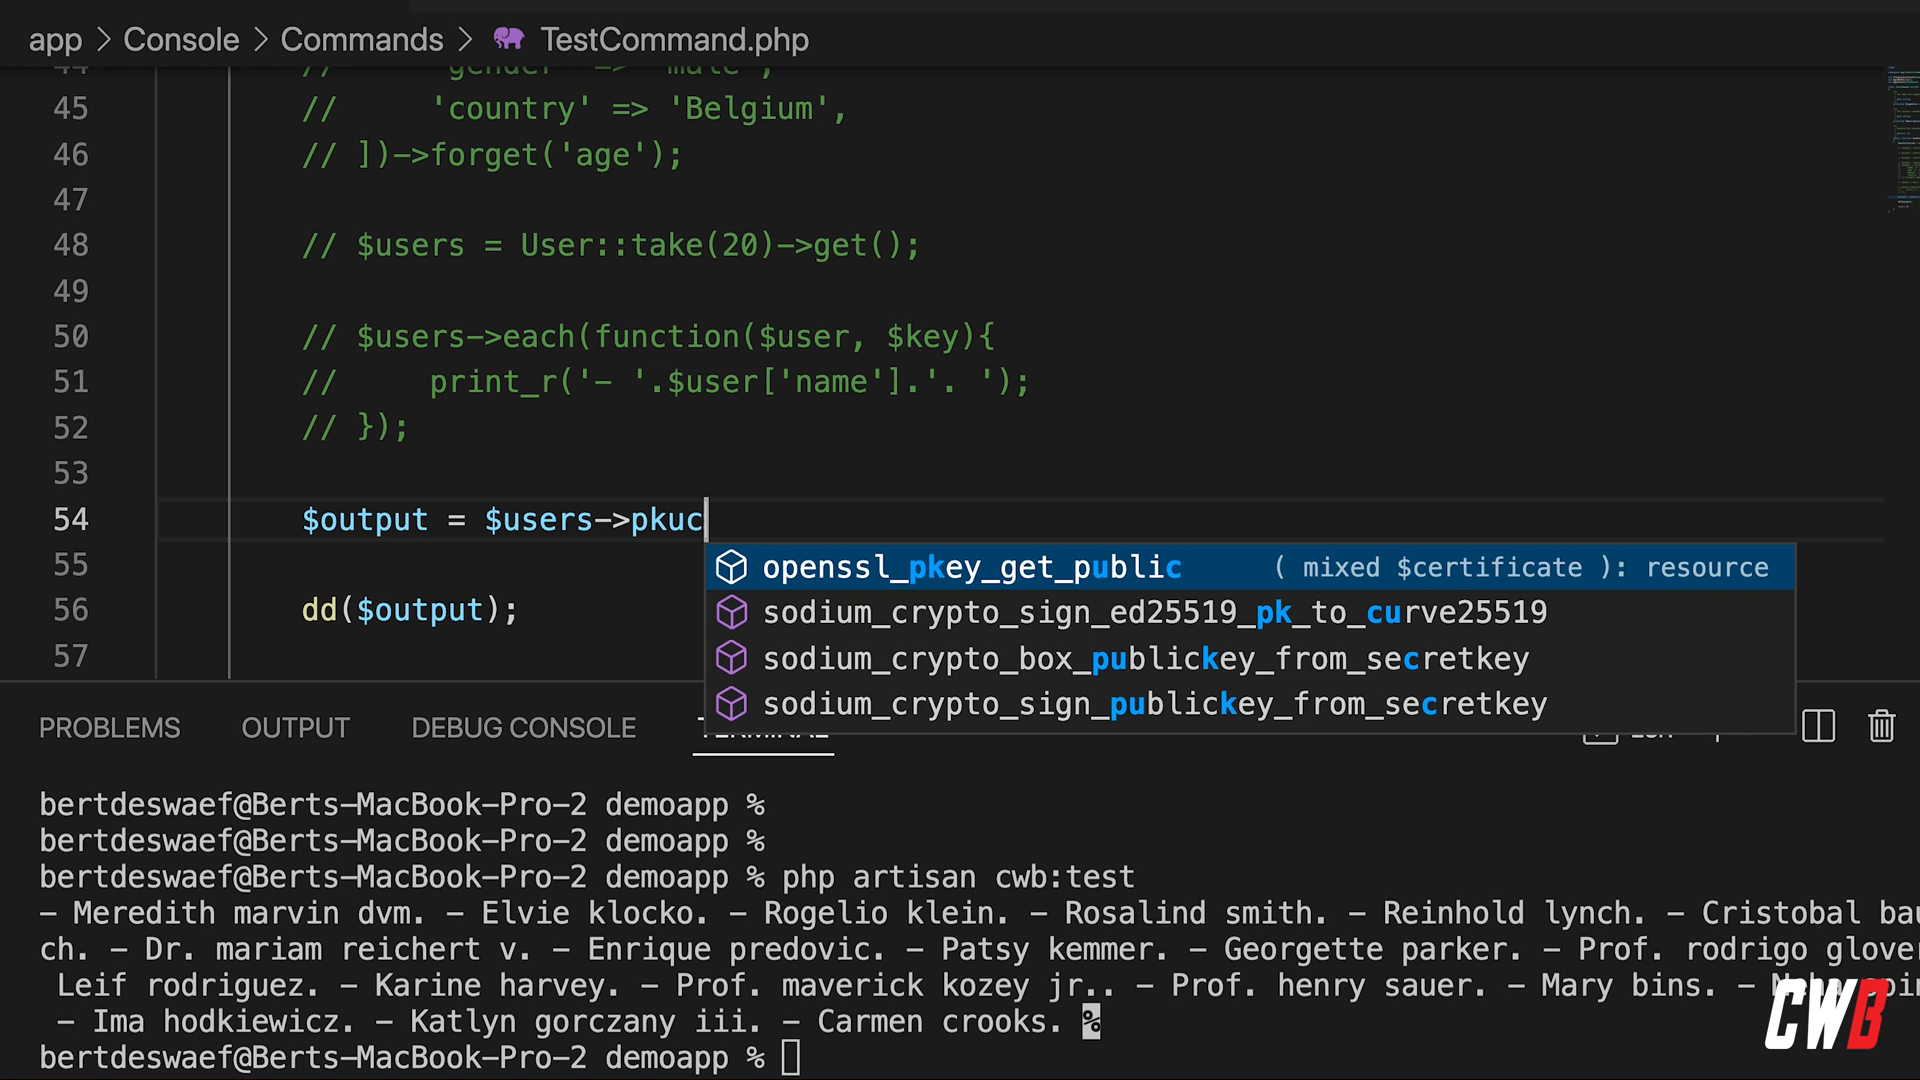 app > Console > Commands > TestCommand.php
44 // 'gender' => 'male',
45 // 'country' => 'Belgium',
46 // ])->forget('age');
47
48 // $users = User::take(20)->get();
49
50 // $users->each(function($user, $key){
51 // print_r('- '.$user['name'].'. ');
52 // });
53
54 $output = $users->pkuc
openssl_pkey_get_public ( mixed $certificate ): resource
55
sodium_crypto_sign_ed25519_pk_to_curve25519
56 dd($output);
sodium_crypto_box_publickey_from_secretkey
57
sodium_crypto_sign_publickey_from_secretkey
PROBLEMS OUTPUT DEBUG CONSOLE TERMINAL
bertdeswaef@Berts-MacBook-Pro-2 demoapp %
bertdeswaef@Berts-MacBook-Pro-2 demoapp %
bertdeswaef@Berts-MacBook-Pro-2 demoapp % php artisan cwb:test
- Meredith marvin dvm. - Elvie klocko. - Rogelio klein. - Rosalind smith. - Reinhold lynch. - Cristobal bau
ch. - Dr. mariam reichert v. - Enrique predovic. - Patsy kemmer. - Georgette parker. - Prof. rodrigo glover
Leif rodriguez. - Karine harvey. - Prof. maverick kozey jr.. - Prof. henry sauer. - Mary bins. -
- Ima hodkiewicz. - Katlyn gorczany iii. - Carmen crooks. %
bertdeswaef@Berts-MacBook-Pro-2 demoapp %
CWB